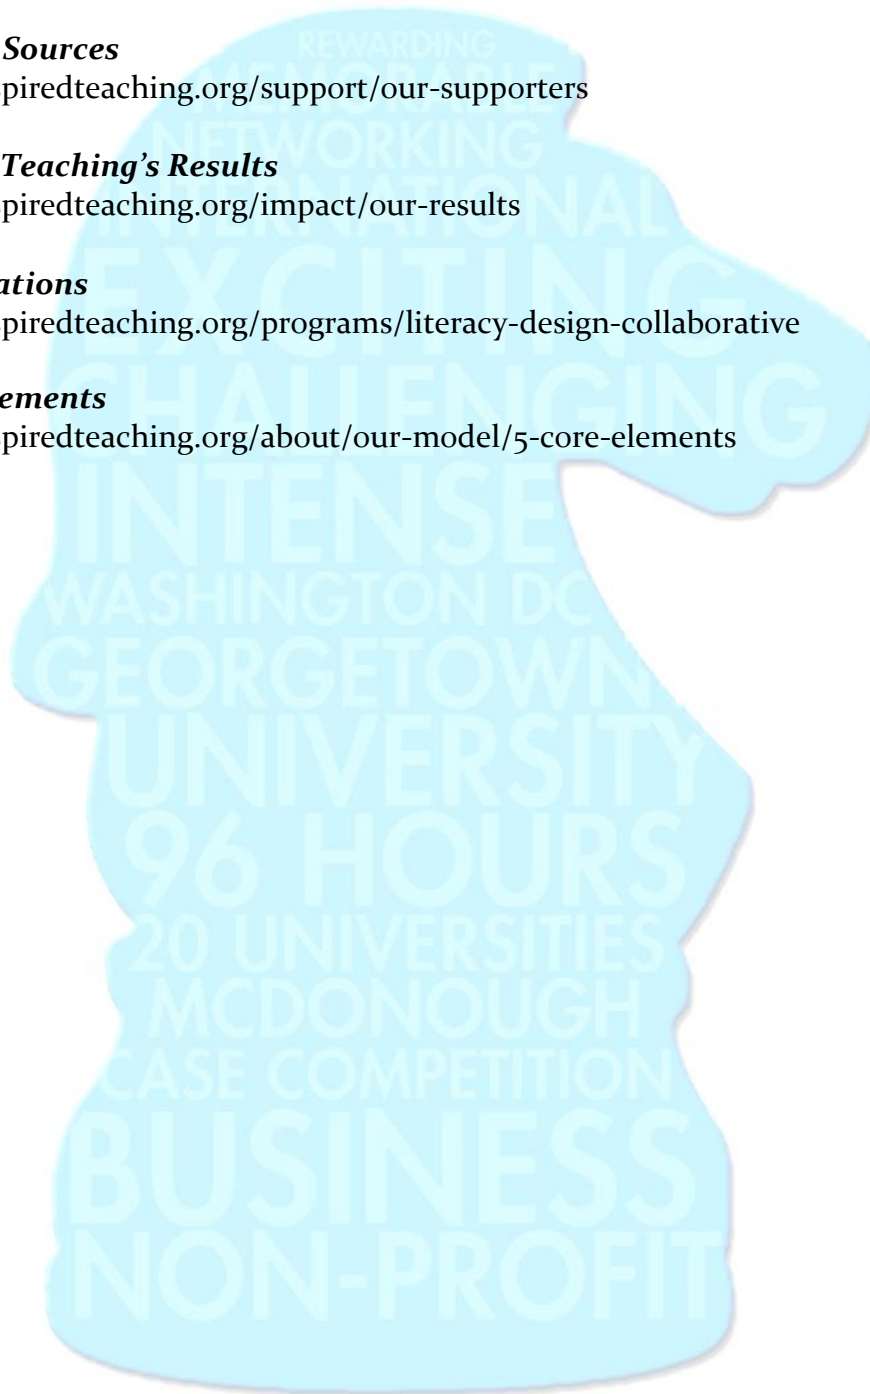 Sources
piredteaching.org/support/our-supporters
Teaching's Results
piredteaching.org/impact/our-results
ations
piredteaching.org/programs/literacy-design-collaborative
ements
piredteaching.org/about/our-model/5-core-elements
REWARDING
MEMORABLE
NETWORKING
INTERNATIONAL
EXCITING
CHALLENGING
INTENSE
WASHINGTON DC
GEORGETOWN
UNIVERSITY
96 HOURS
20 UNIVERSITIES
MCDONOUGH
CASE COMPETITION
BUSINESS
NON-PROFIT